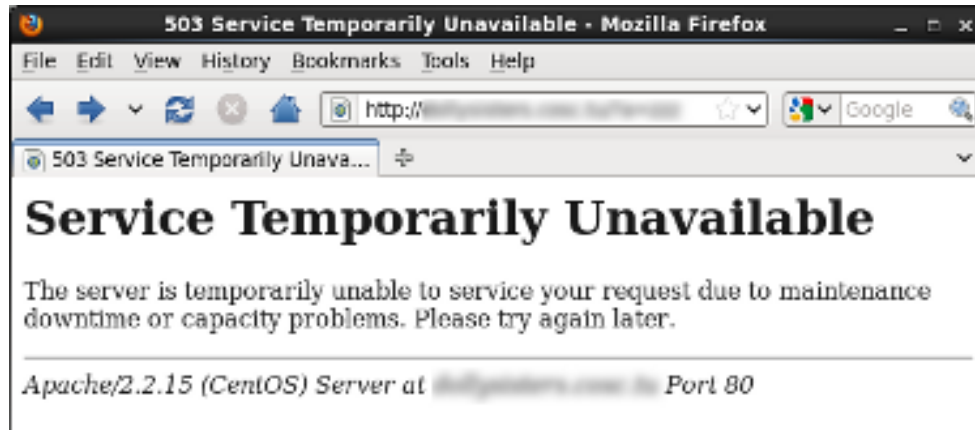 503 Service Temporarily Unavailable - Mozilla Firefox
File Edit View History Bookmarks Tools Help
http:// Google
503 Service Temporarily Unava...
Service Temporarily Unavailable
The server is temporarily unable to service your request due to maintenance
downtime or capacity problems. Please try again later.
Apache/2.2.15 (CentOS) Server at Port 80